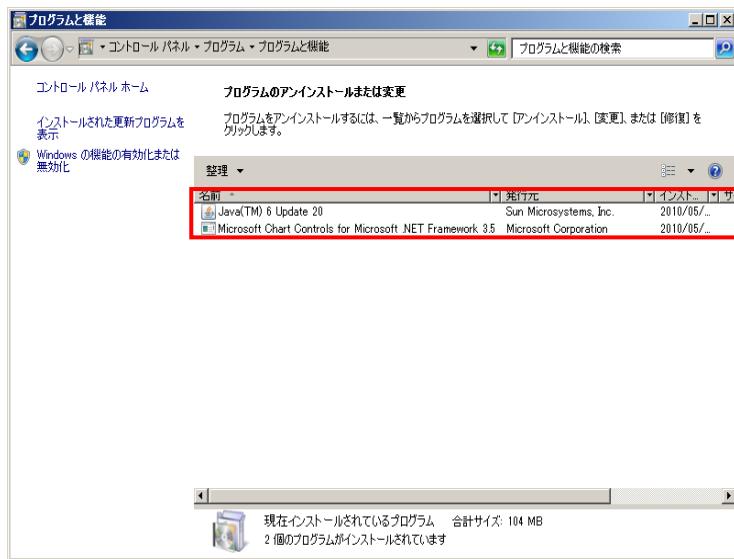 プログラムと機能
コントロール パネル プログラム プログラムと機能
プログラムと機能の検索
コントロール パネル ホーム
インストールされた更新プログラムを
表示
Windows の機能の有効化または
無効化
プログラムのアンインストールまたは変更
プログラムをアンインストールするには、一覧からプログラムを選択して [アンインストール]、[変更]、または [修復] を
クリックします。
整理
名前 発行元 インスト... サ
Java(TM) 6 Update 20 Sun Microsystems, Inc. 2010/05/...
Microsoft Chart Controls for Microsoft .NET Framework 3.5 Microsoft Corporation 2010/05/...
現在インストールされているプログラム 合計サイズ: 104 MB
2 個のプログラムがインストールされています